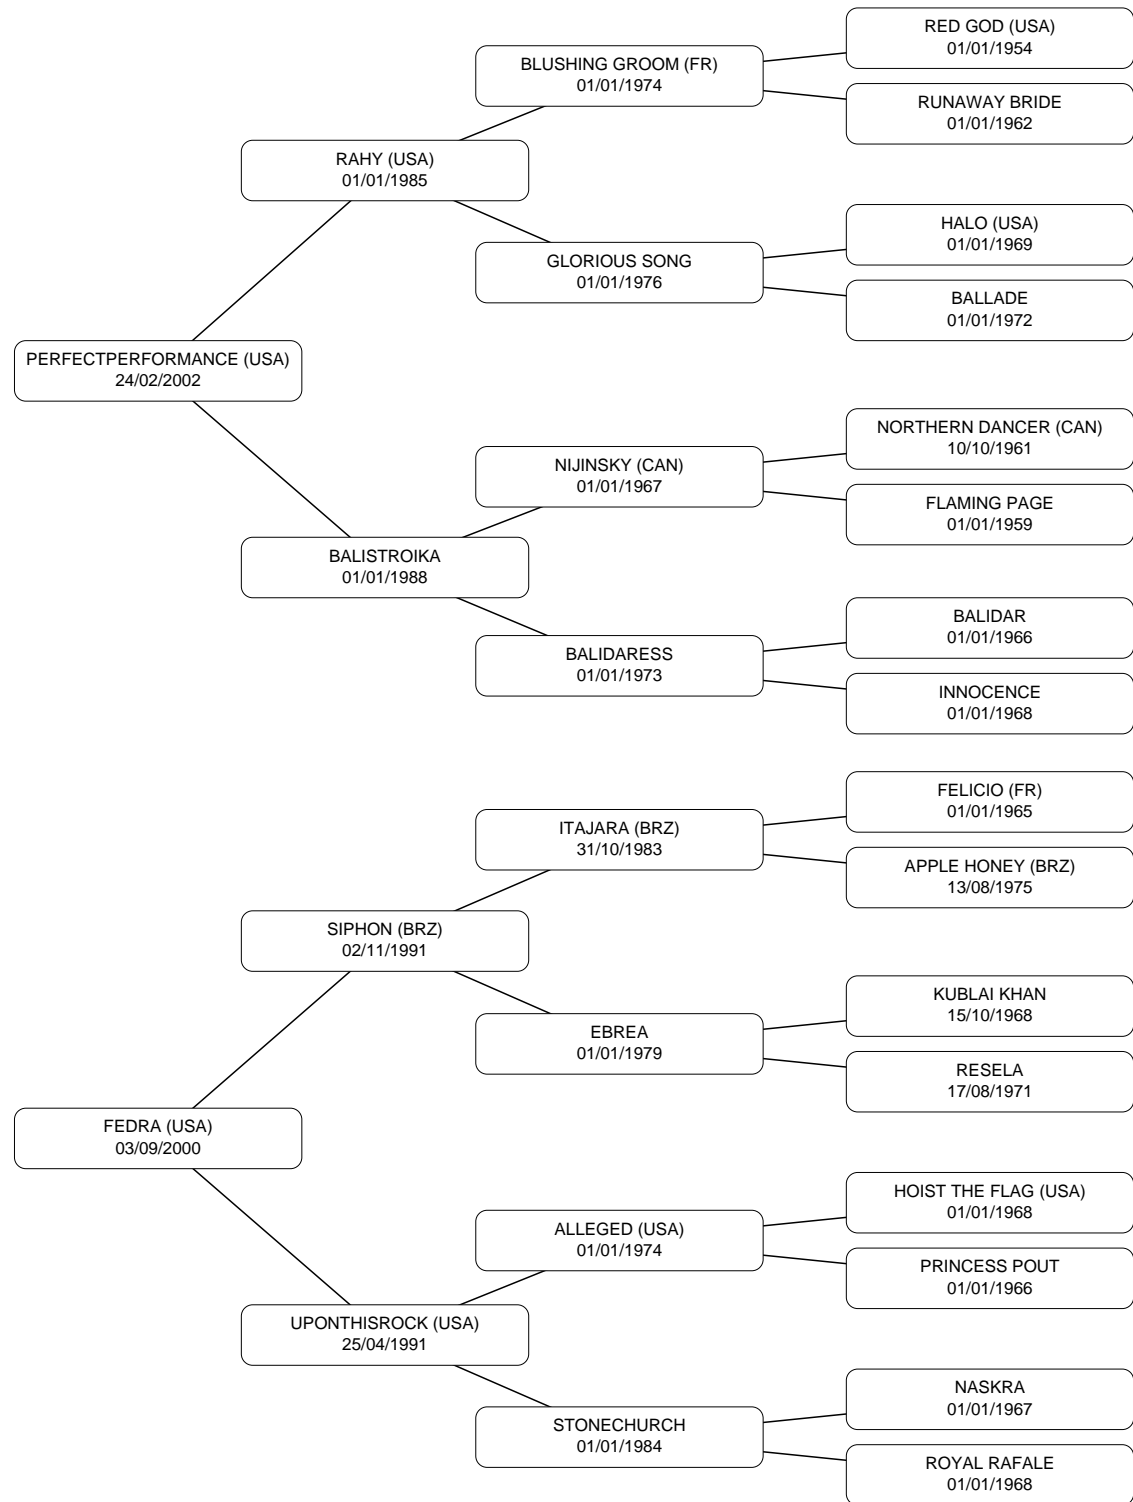 RED GOD (USA)
01/01/1954
BLUSHING GROOM (FR)
01/01/1974
RUNAWAY BRIDE
01/01/1962
RAHY (USA)
01/01/1985
HALO (USA)
01/01/1969
GLORIOUS SONG
01/01/1976
BALLADE
01/01/1972
PERFECTPERFORMANCE (USA)
24/02/2002
NORTHERN DANCER (CAN)
10/10/1961
NIJINSKY (CAN)
01/01/1967
FLAMING PAGE
01/01/1959
BALISTROIKA
01/01/1988
BALIDAR
01/01/1966
BALIDARESS
01/01/1973
INNOCENCE
01/01/1968
FELICIO (FR)
01/01/1965
ITAJARA (BRZ)
31/10/1983
APPLE HONEY (BRZ)
13/08/1975
SIPHON (BRZ)
02/11/1991
KUBLAI KHAN
15/10/1968
EBREA
01/01/1979
RESELA
17/08/1971
FEDRA (USA)
03/09/2000
HOIST THE FLAG (USA)
01/01/1968
ALLEGED (USA)
01/01/1974
PRINCESS POUT
01/01/1966
UPONTHISROCK (USA)
25/04/1991
NASKRA
01/01/1967
STONECHURCH
01/01/1984
ROYAL RAFALE
01/01/1968